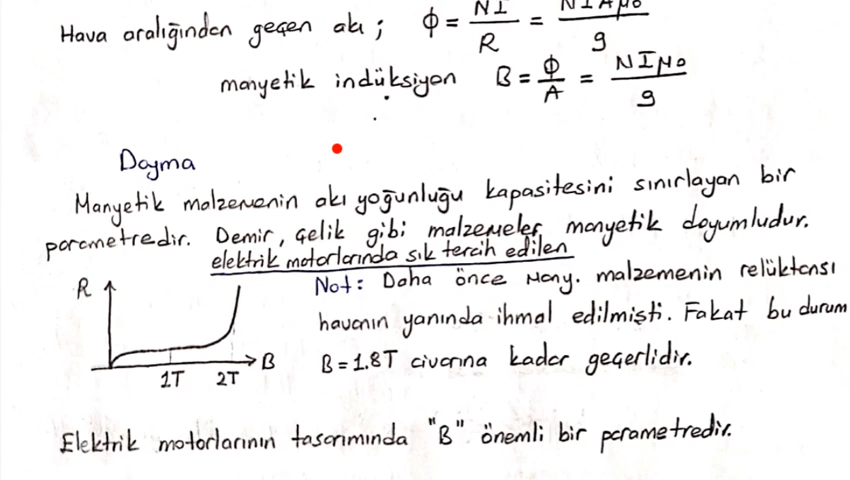 Hava aralığından geçen akı ; ϕ = NI/R = NIAμ₀/g
manyetik indüksiyon B = ϕ/A = NIμ₀/g
Doyma
Manyetik malzemenin akı yoğunluğu kapasitesini sınırlayan bir
parametredir. Demir, çelik gibi malzemeler manyetik doyumludur.
elektrik motorlarında sık tercih edilen
R
Not: Daha önce many. malzemenin relüktansı
havanın yanında ihmal edilmişti. Fakat bu durum
B = 1.8T civarına kadar geçerlidir.
B
1T 2T
Elektrik motorlarının tasarımında "B" önemli bir parametredir.